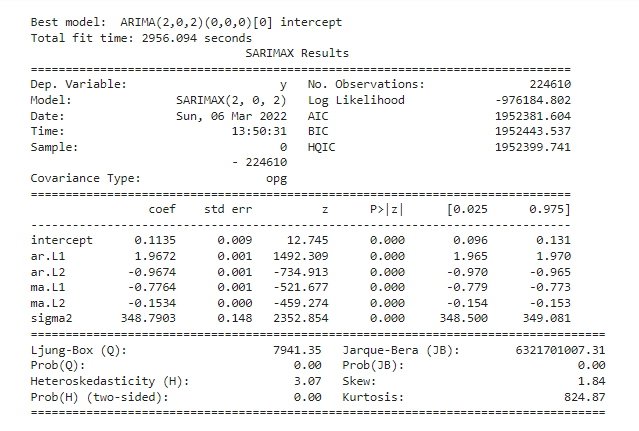 Best model:  ARIMA(2,0,2)(0,0,0)[0] intercept
Total fit time: 2956.094 seconds
                               SARIMAX Results
==============================================================================
Dep. Variable:                      y   No. Observations:               224610
Model:               SARIMAX(2, 0, 2)   Log Likelihood             -976184.802
Date:                Sun, 06 Mar 2022   AIC                        1952381.604
Time:                        13:50:31   BIC                        1952443.537
Sample:                             0   HQIC                       1952399.741
                             - 224610
Covariance Type:                  opg
==============================================================================
                 coef    std err          z      P>|z|      [0.025      0.975]
------------------------------------------------------------------------------
intercept      0.1135      0.009     12.745      0.000       0.096       0.131
ar.L1          1.9672      0.001   1492.309      0.000       1.965       1.970
ar.L2         -0.9674      0.001   -734.913      0.000      -0.970      -0.965
ma.L1         -0.7764      0.001   -521.677      0.000      -0.779      -0.773
ma.L2         -0.1534      0.000   -459.274      0.000      -0.154      -0.153
sigma2       348.7903      0.148   2352.854      0.000     348.500     349.081
===================================================================================
Ljung-Box (Q):                     7941.35   Jarque-Bera (JB):        6321701007.31
Prob(Q):                              0.00   Prob(JB):                         0.00
Heteroskedasticity (H):               3.07   Skew:                             1.84
Prob(H) (two-sided):                  0.00   Kurtosis:                       824.87
===================================================================================